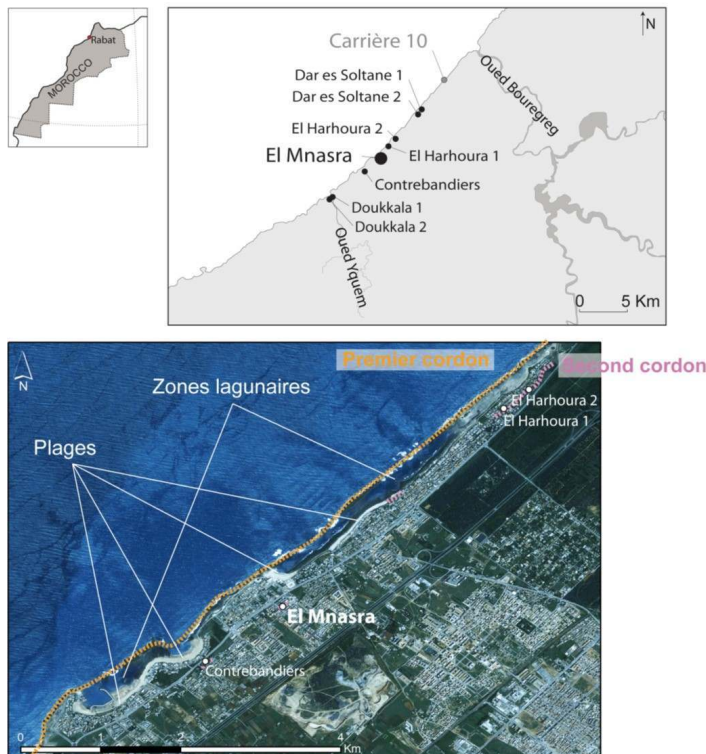 Rabat
MOROCCO
N
Carrière 10
Dar es Soltane 1
Dar es Soltane 2
Oued Bouregreg
El Harhoura 2
El Mnasra
El Harhoura 1
Contrebandiers
Doukkala 1
Doukkala 2
Oued Yquem
0 5 Km
Premier cordon
Second cordon
N
Zones lagunaires
El Harhoura 2
El Harhoura 1
Plages
El Mnasra
Contrebandiers
0 1 2 4
Km